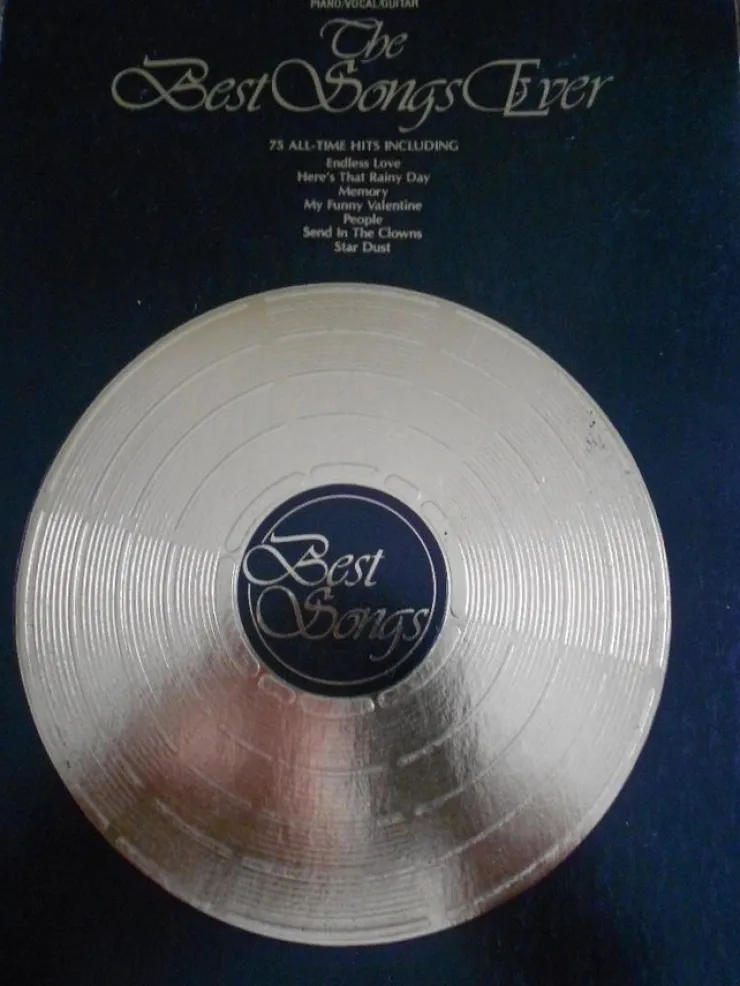 PIANO/VOCAL/GUITAR
The
Best Songs Ever
75 ALL-TIME HITS INCLUDING
Endless Love
Here's That Rainy Day
Memory
My Funny Valentine
People
Send In The Clowns
Star Dust
Best
Songs